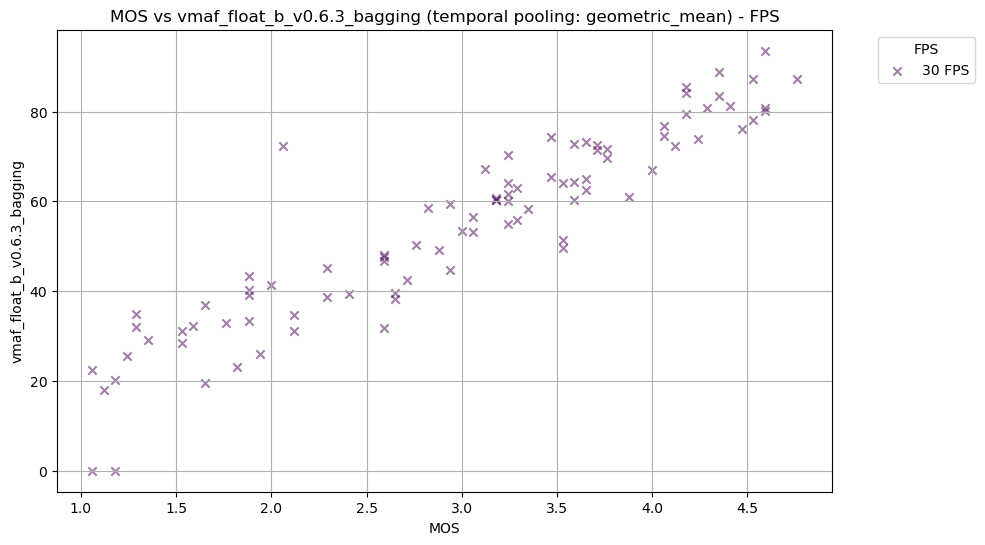 MOS vs vmaf_float_b_v0.6.3_bagging (temporal pooling: geometric_mean) - FPS
FPS
30 FPS
vmaf_float_b_v0.6.3_bagging
80
60
40
20
0
1.0 1.5 2.0 2.5 3.0 3.5 4.0 4.5
MOS